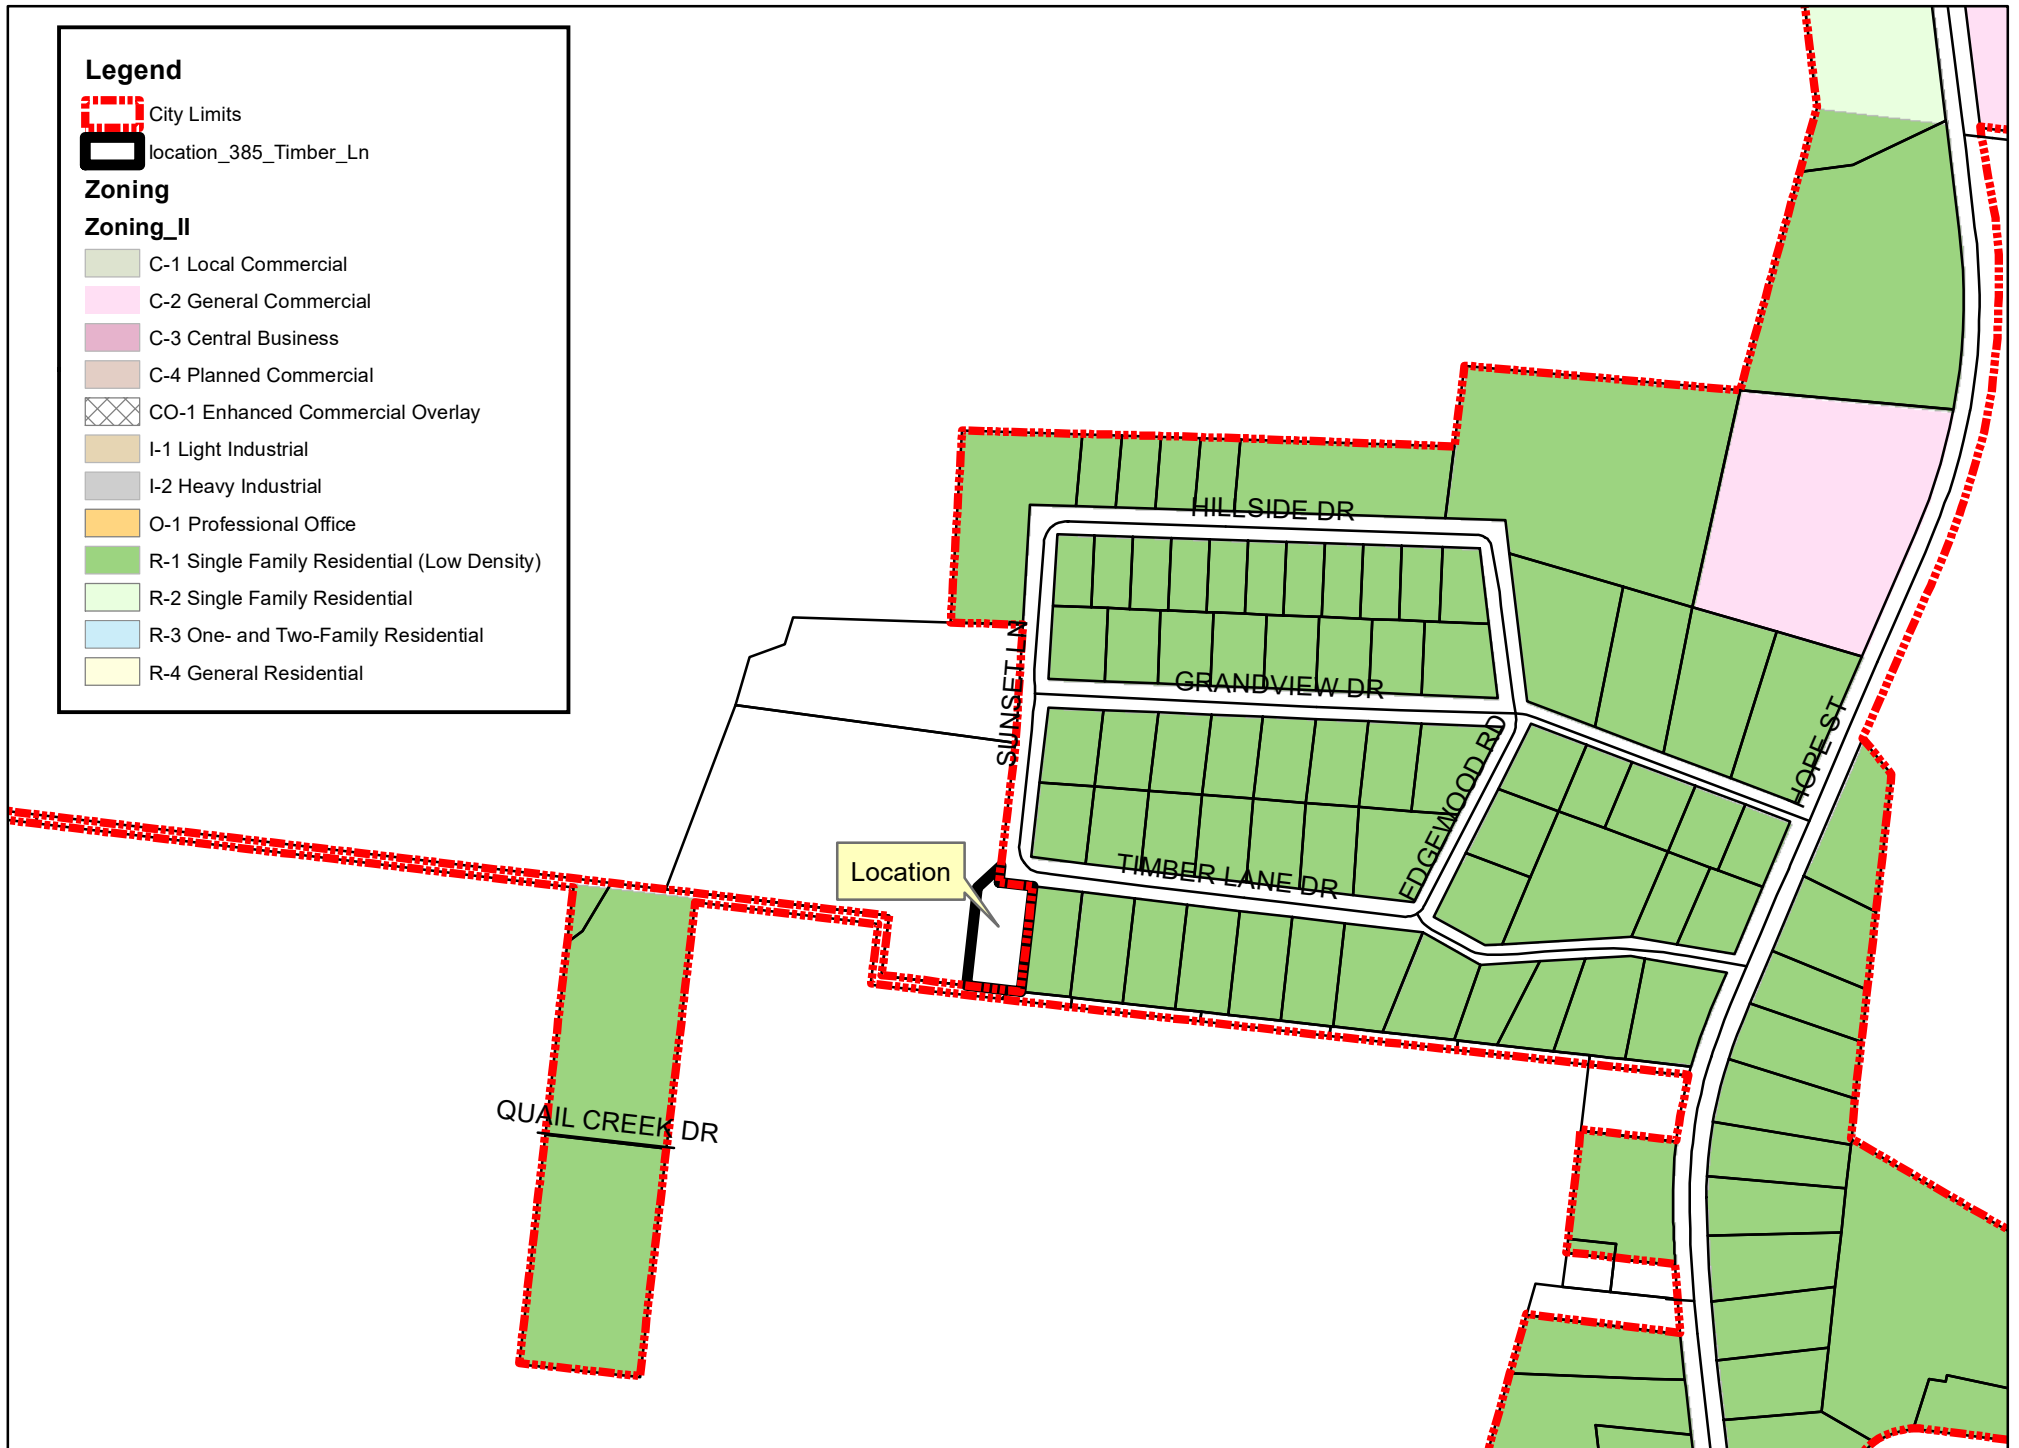 Legend
City Limits
location_385_Timber_Ln
Zoning
Zoning_II
C-1 Local Commercial
C-2 General Commercial
C-3 Central Business
C-4 Planned Commercial
CO-1 Enhanced Commercial Overlay
I-1 Light Industrial
I-2 Heavy Industrial
O-1 Professional Office
R-1 Single Family Residential (Low Density)
R-2 Single Family Residential
R-3 One- and Two-Family Residential
R-4 General Residential
HILLSIDE DR
SUNSET LN
GRANDVIEW DR
EDGEWOOD RD
HOPE ST
TIMBER LANE DR
Location
QUAIL CREEK DR